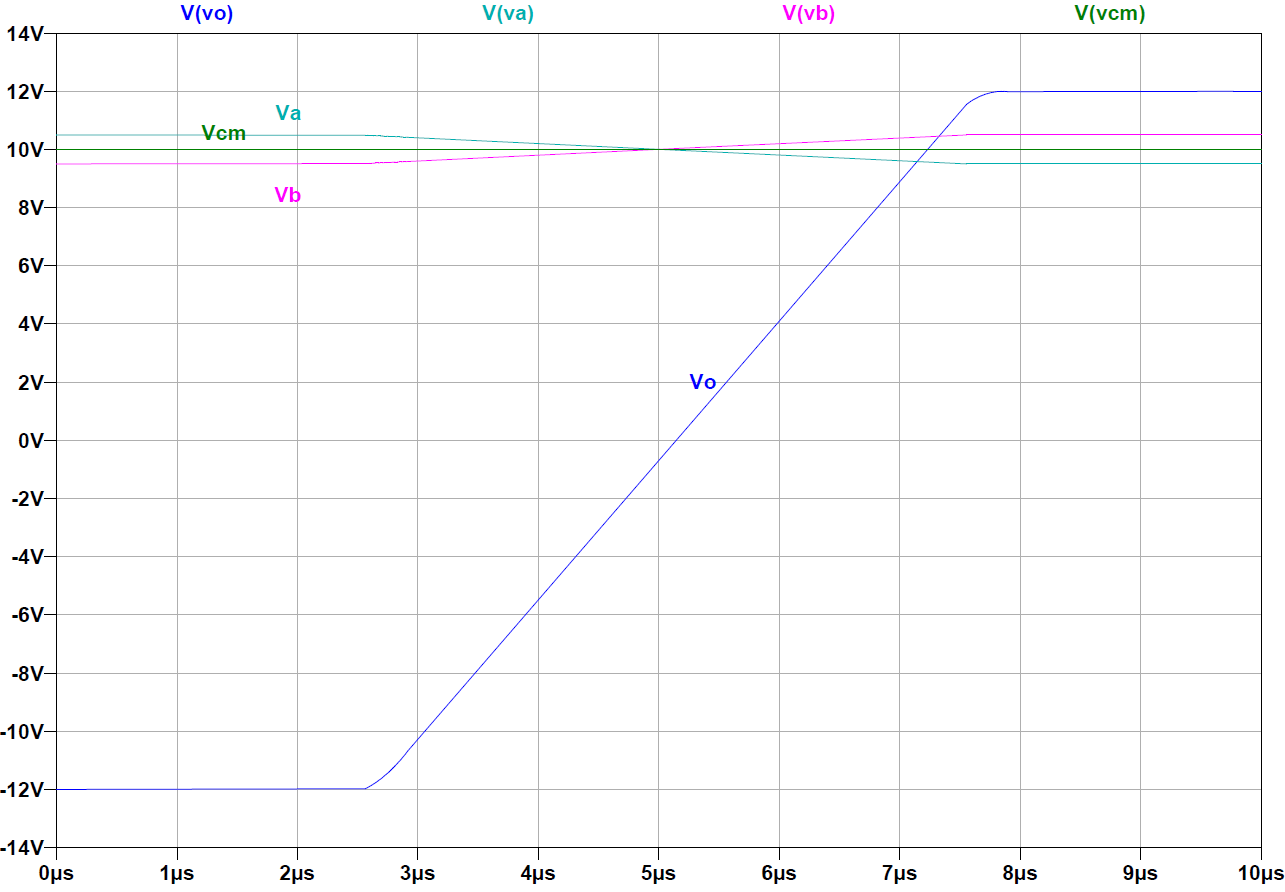 V(vo) V(va) V(vb) V(vcm)
14V
12V
Va
Vcm
10V
Vb
8V
6V
4V
2V
Vo
0V
-2V
-4V
-6V
-8V
-10V
-12V
-14V
0µs 1µs 2µs 3µs 4µs 5µs 6µs 7µs 8µs 9µs 10µs